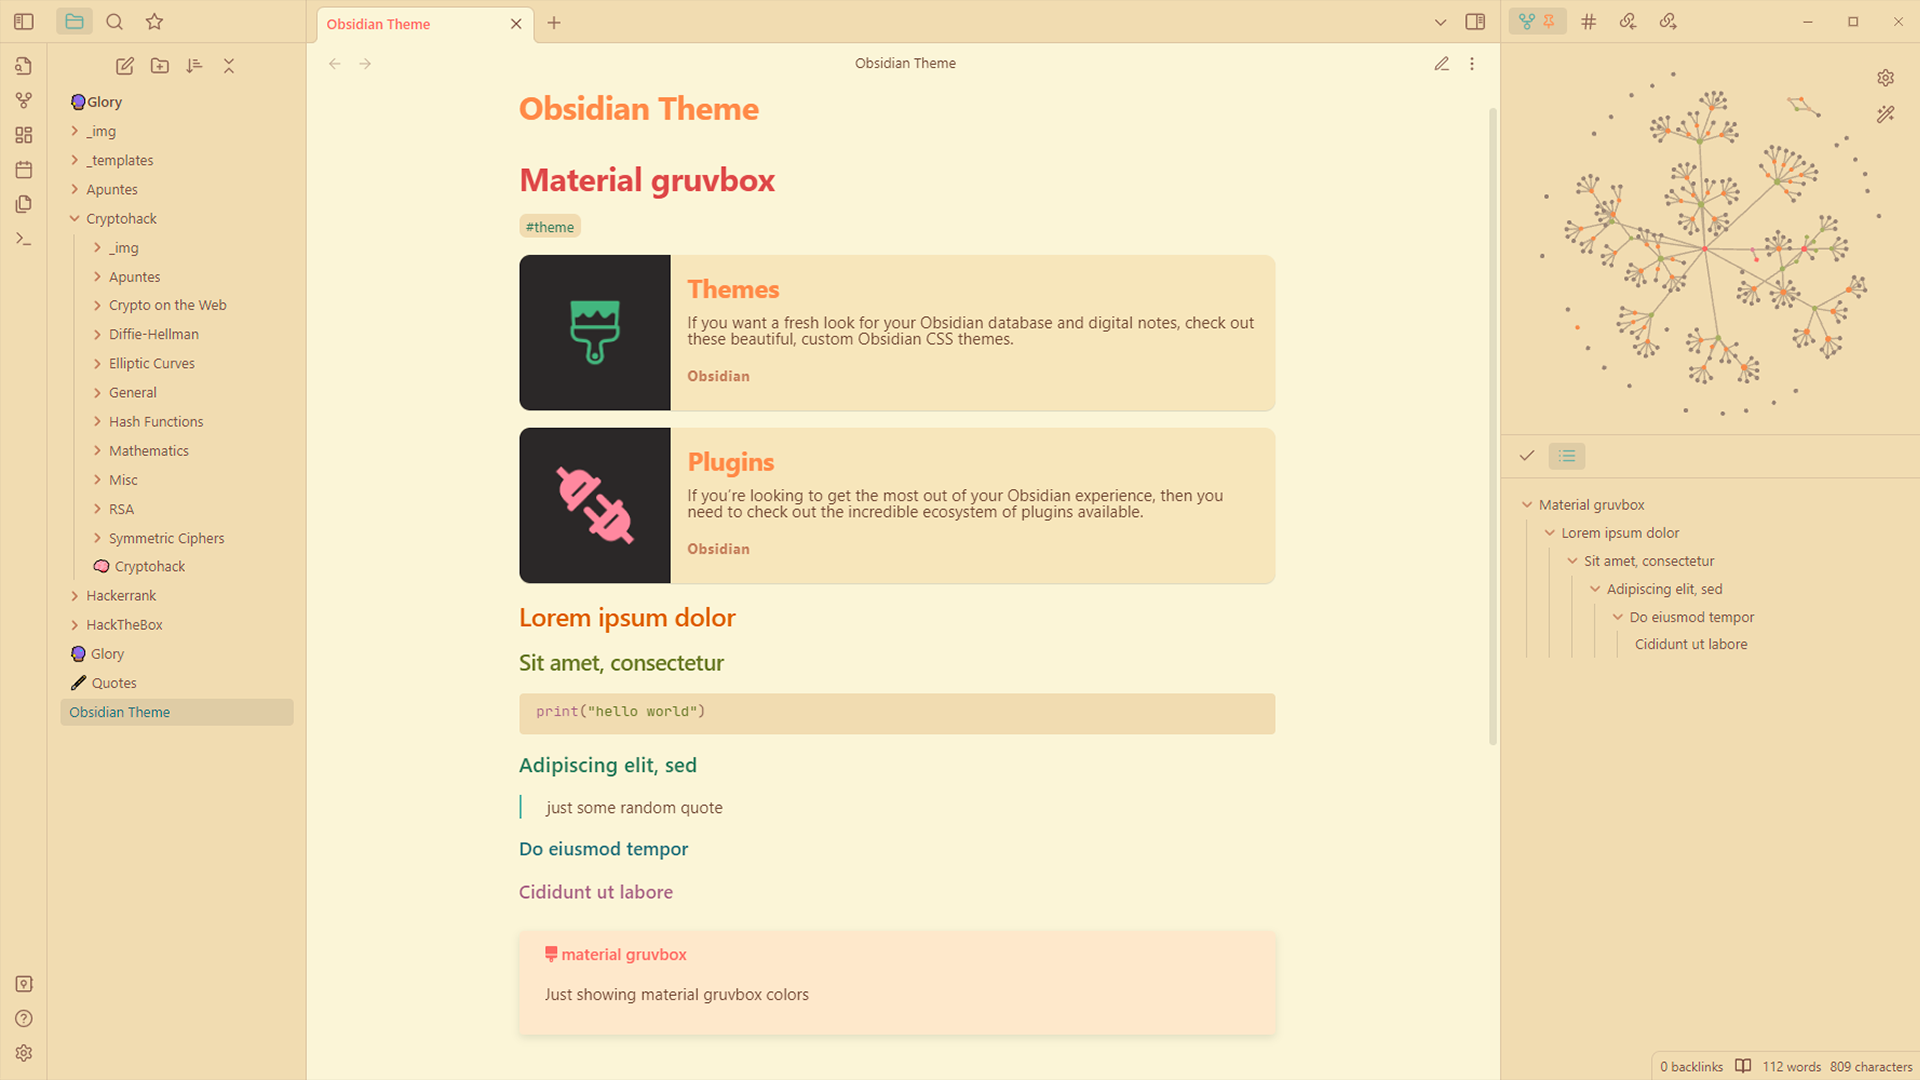 Obsidian Theme
Obsidian Theme
Glory
_img
_templates
Apuntes
Cryptohack
_img
Apuntes
Crypto on the Web
Diffie-Hellman
Elliptic Curves
General
Hash Functions
Mathematics
Misc
RSA
Symmetric Ciphers
Cryptohack
Hackerrank
HackTheBox
Glory
Quotes
Obsidian Theme
Obsidian Theme
Material gruvbox
#theme
Themes
If you want a fresh look for your Obsidian database and digital notes, check out
these beautiful, custom Obsidian CSS themes.
Obsidian
Plugins
If you're looking to get the most out of your Obsidian experience, then you
need to check out the incredible ecosystem of plugins available.
Obsidian
Lorem ipsum dolor
Sit amet, consectetur
print("hello world")
Adipiscing elit, sed
just some random quote
Do eiusmod tempor
Cididunt ut labore
material gruvbox
Just showing material gruvbox colors
Material gruvbox
Lorem ipsum dolor
Sit amet, consectetur
Adipiscing elit, sed
Do eiusmod tempor
Cididunt ut labore
0 backlinks 112 words 809 characters